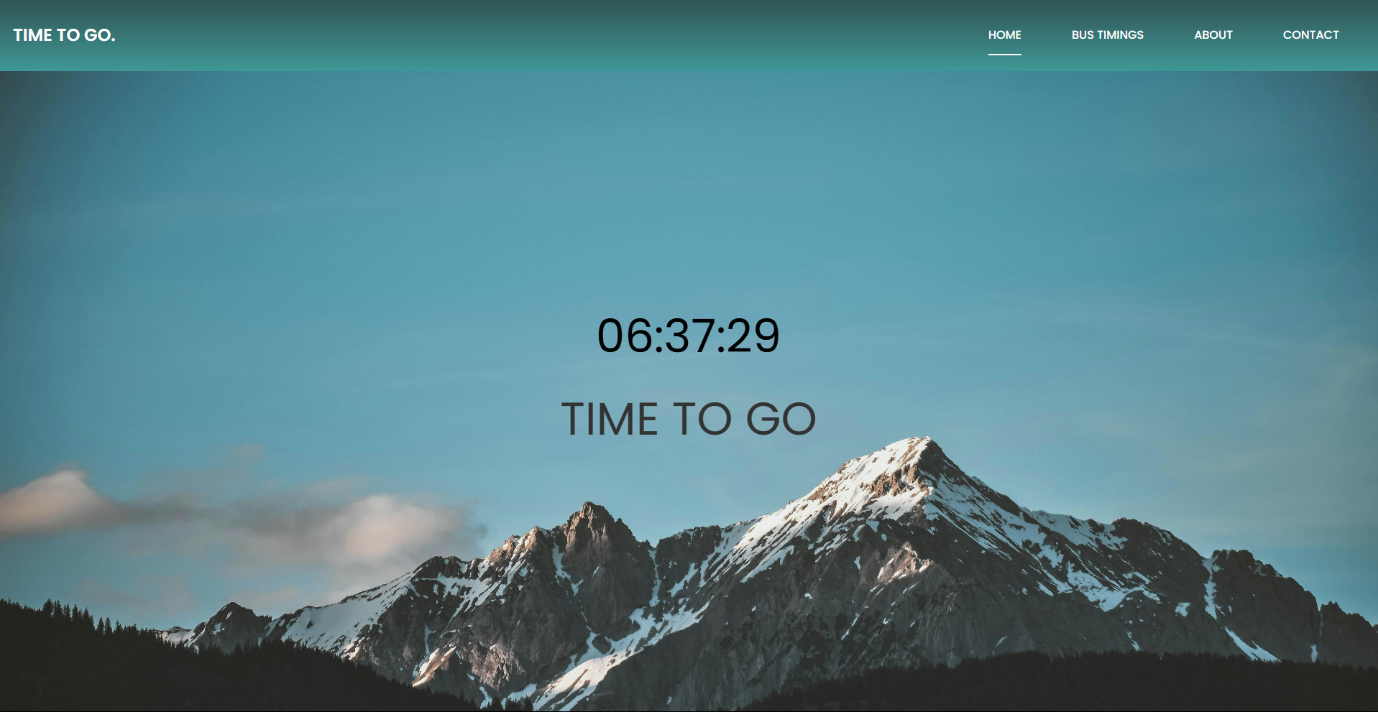 TIME TO GO.
HOME BUS TIMINGS ABOUT CONTACT
06:37:29
TIME TO GO